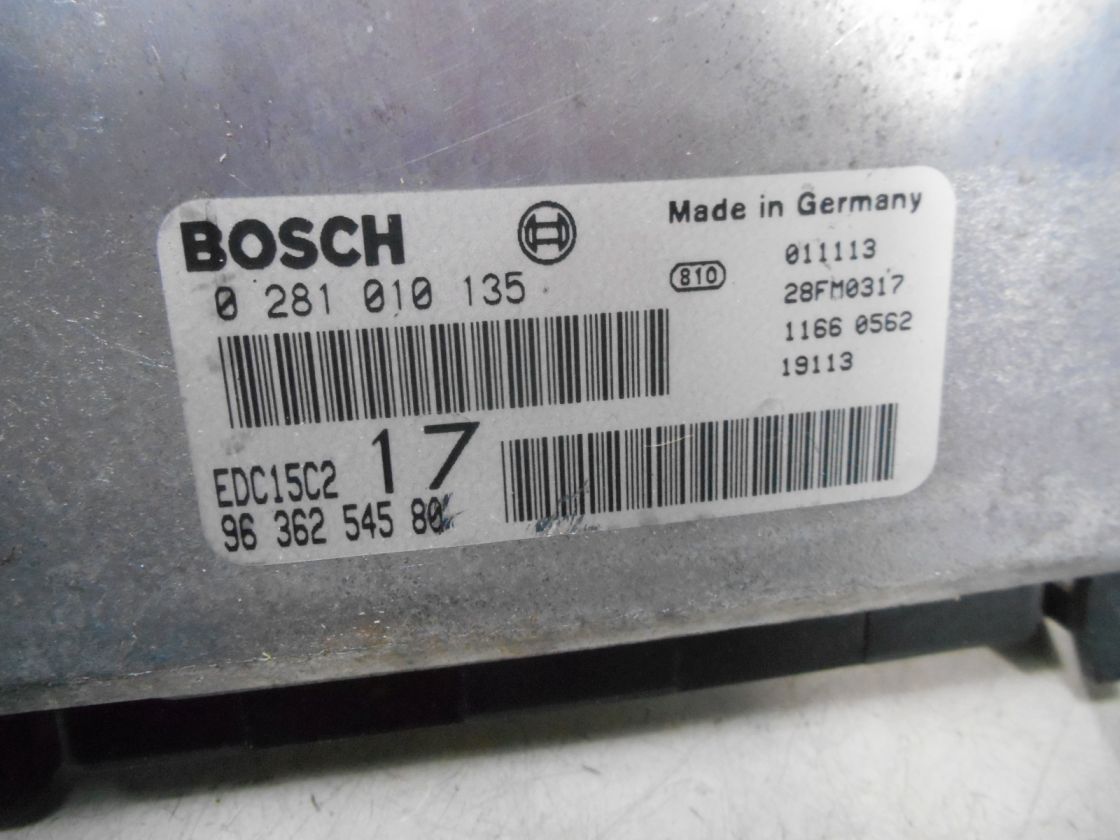 BOSCH
Made in Germany
0 281 010 135
810
011113
28FM0317
1166 0562
19113
EDC15C2 17
96 362 545 80